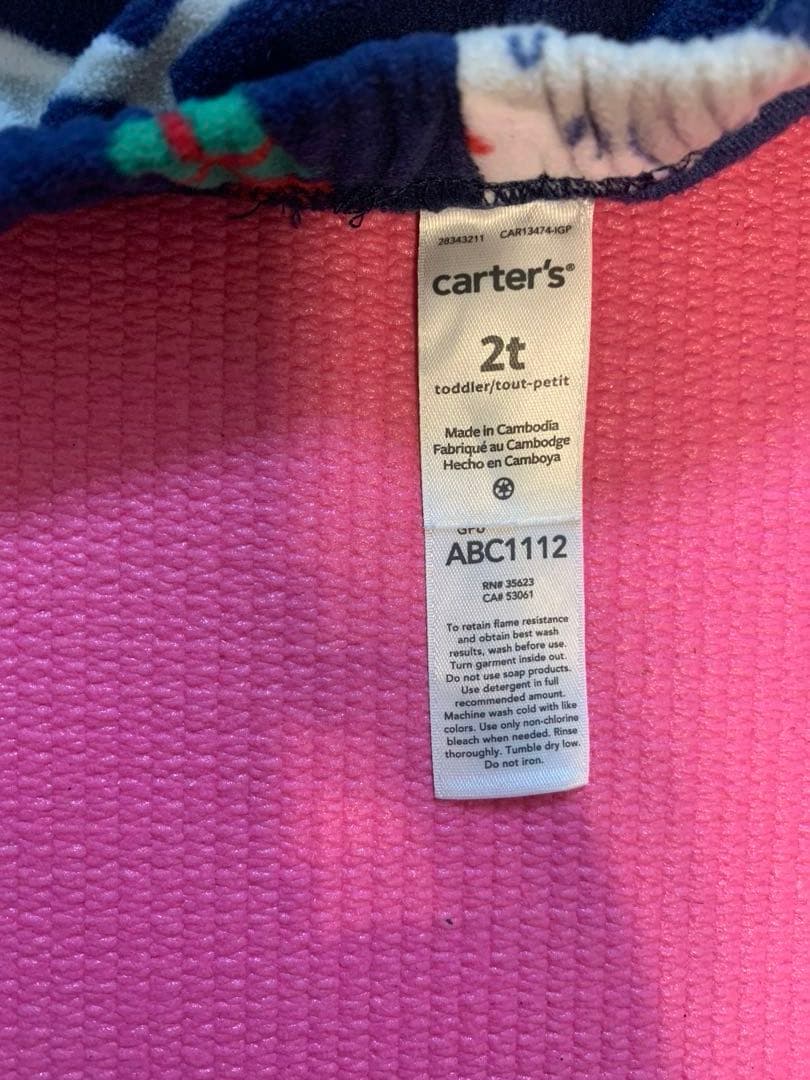 28343211 CAR13474-IGP
carter's®
2t
toddler/tout-petit
Made in Cambodia
Fabriqué au Cambodge
Hecho en Camboya
ABC1112
RN# 35623
CA# 53061
To retain flame resistance
and obtain best wash
results, wash before use.
Turn garment inside out.
Do not use soap products.
Use detergent in full
recommended amount.
Machine wash cold with like
colors. Use only non-chlorine
bleach when needed. Rinse
thoroughly. Tumble dry low.
Do not iron.